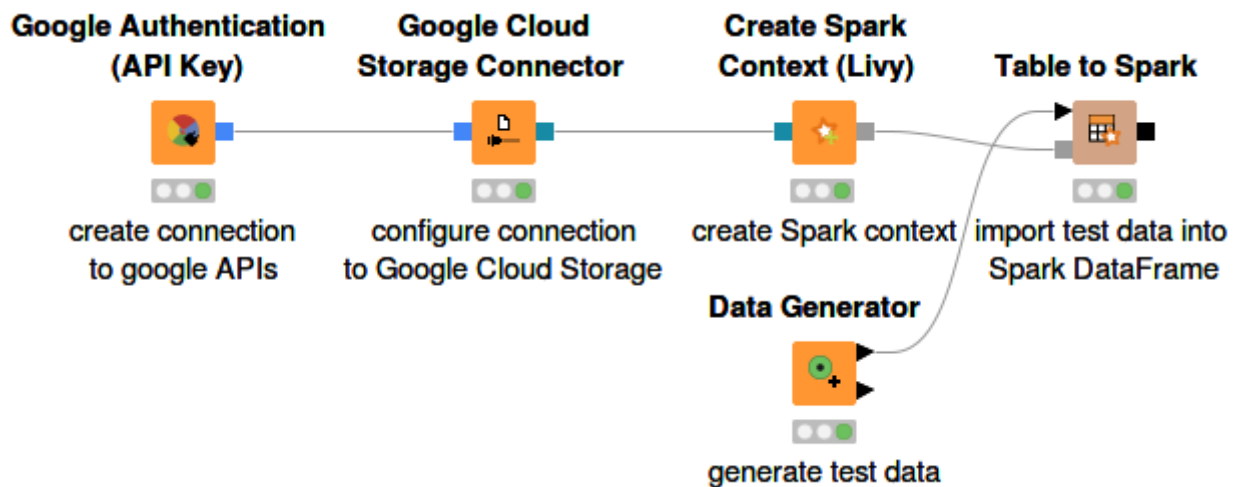 Google Authentication
(API Key)
Google Cloud
Storage Connector
Create Spark
Context (Livy)
Table to Spark
create connection
to google APIs
configure connection
to Google Cloud Storage
create Spark context
import test data into
Spark DataFrame
Data Generator
generate test data